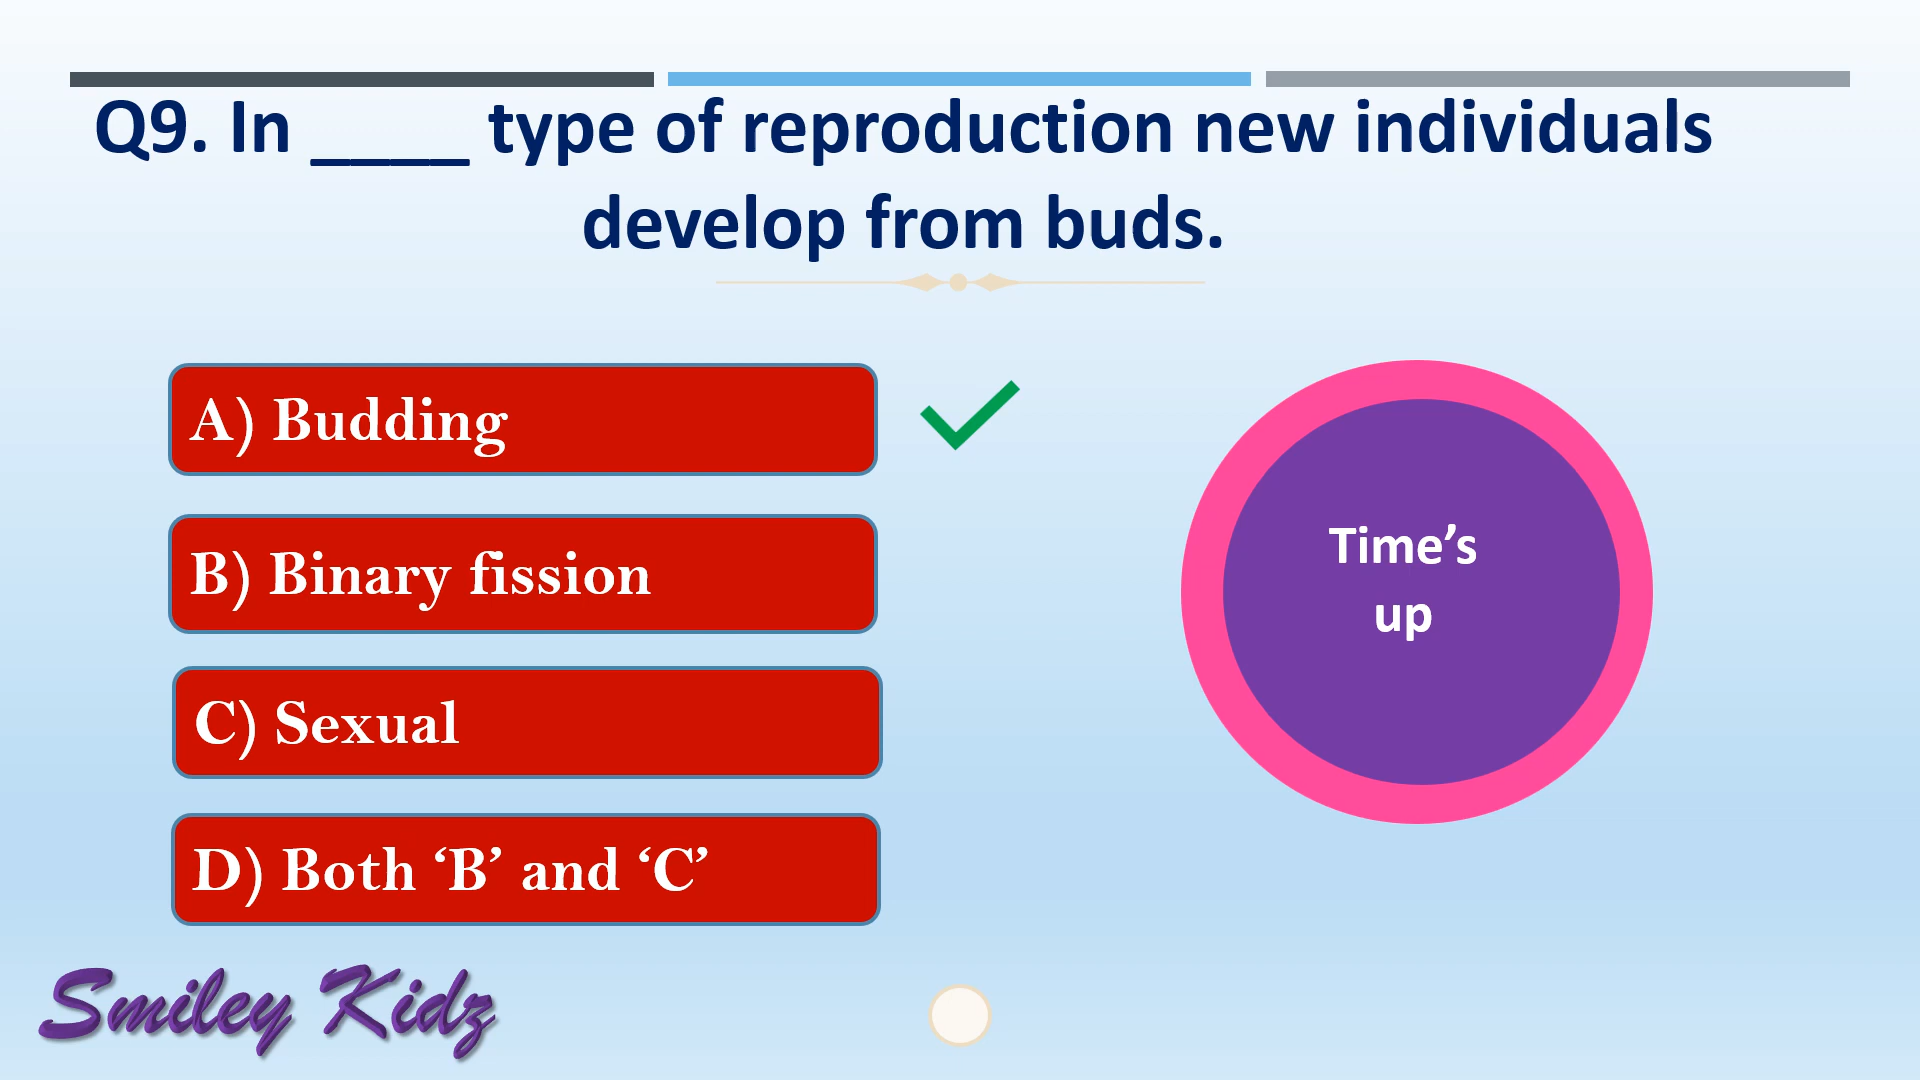 Q9. In ____ type of reproduction new individuals
develop from buds.
A) Budding
B) Binary fission
C) Sexual
D) Both ‘B’ and ‘C’
Time’s
up
Smiley Kidz